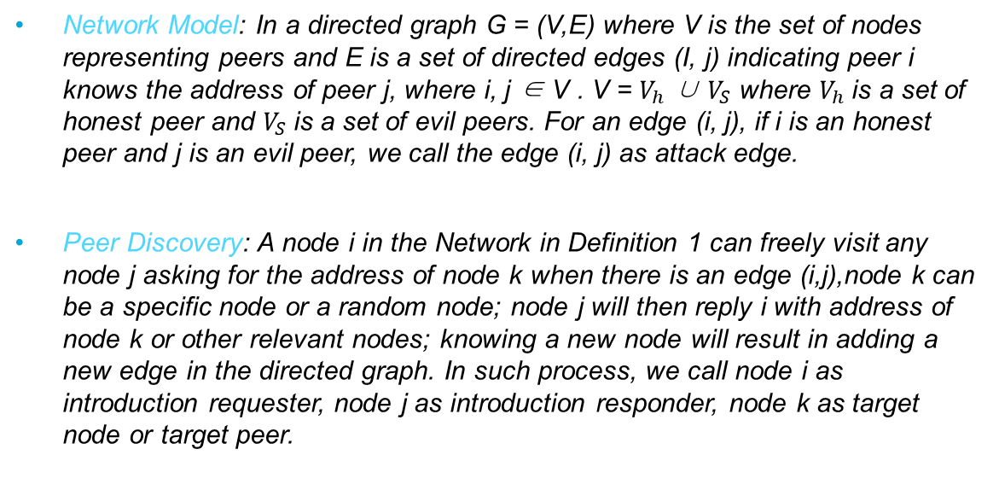 • Network Model: In a directed graph G = (V,E) where V is the set of nodes
representing peers and E is a set of directed edges (I, j) indicating peer i
knows the address of peer j, where i, j ∈ V . V = Vₕ ∪ V_S where Vₕ is a set of
honest peer and V_S is a set of evil peers. For an edge (i, j), if i is an honest
peer and j is an evil peer, we call the edge (i, j) as attack edge.
• Peer Discovery: A node i in the Network in Definition 1 can freely visit any
node j asking for the address of node k when there is an edge (i,j),node k can
be a specific node or a random node; node j will then reply i with address of
node k or other relevant nodes; knowing a new node will result in adding a
new edge in the directed graph. In such process, we call node i as
introduction requester, node j as introduction responder, node k as target
node or target peer.